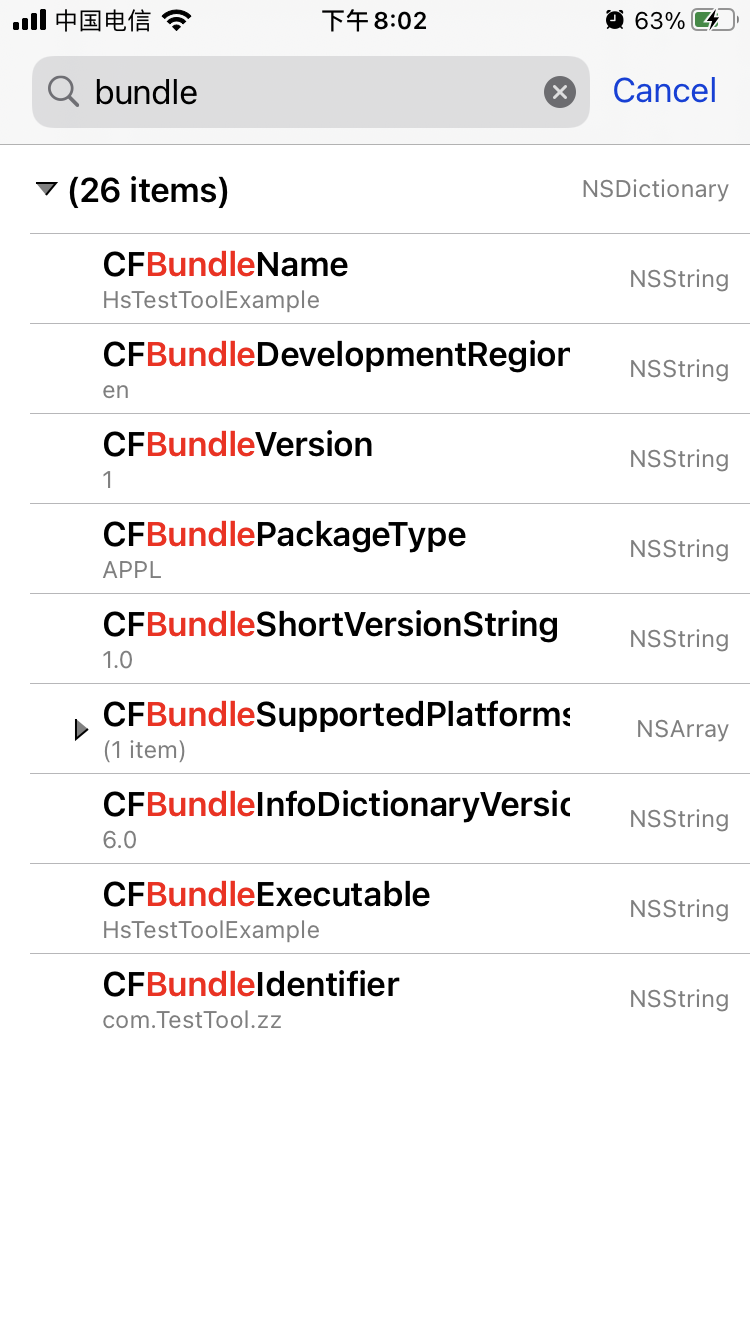 中国电信 下午8:02 63%
bundle Cancel
(26 items) NSDictionary
CFBundleName NSString
HsTestToolExample
CFBundleDevelopmentRegion NSString
en
CFBundleVersion NSString
1
CFBundlePackageType NSString
APPL
CFBundleShortVersionString NSString
1.0
CFBundleSupportedPlatforms NSArray
(1 item)
CFBundleInfoDictionaryVersio NSString
6.0
CFBundleExecutable NSString
HsTestToolExample
CFBundleIdentifier NSString
com.TestTool.zz